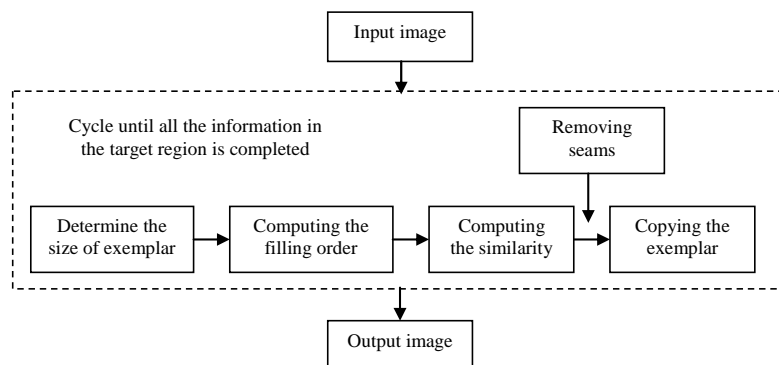 Input image
Cycle until all the information in
the target region is completed
Removing
seams
Determine the
size of exemplar
Computing the
filling order
Computing
the similarity
Copying the
exemplar
Output image